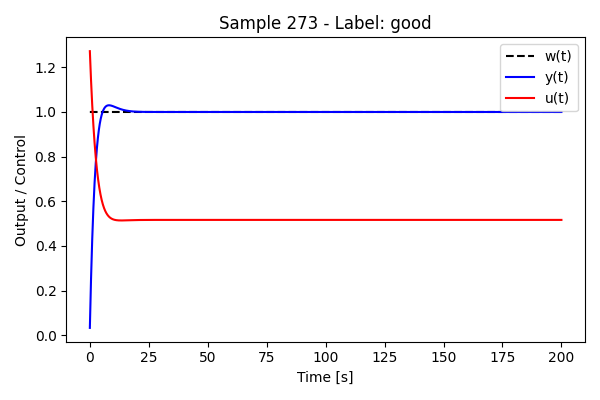 Sample 273 - Label: good
Output / Control
1.2
1.0
0.8
0.6
0.4
0.2
0.0
w(t)
y(t)
u(t)
0 25 50 75 100 125 150 175 200
Time [s]